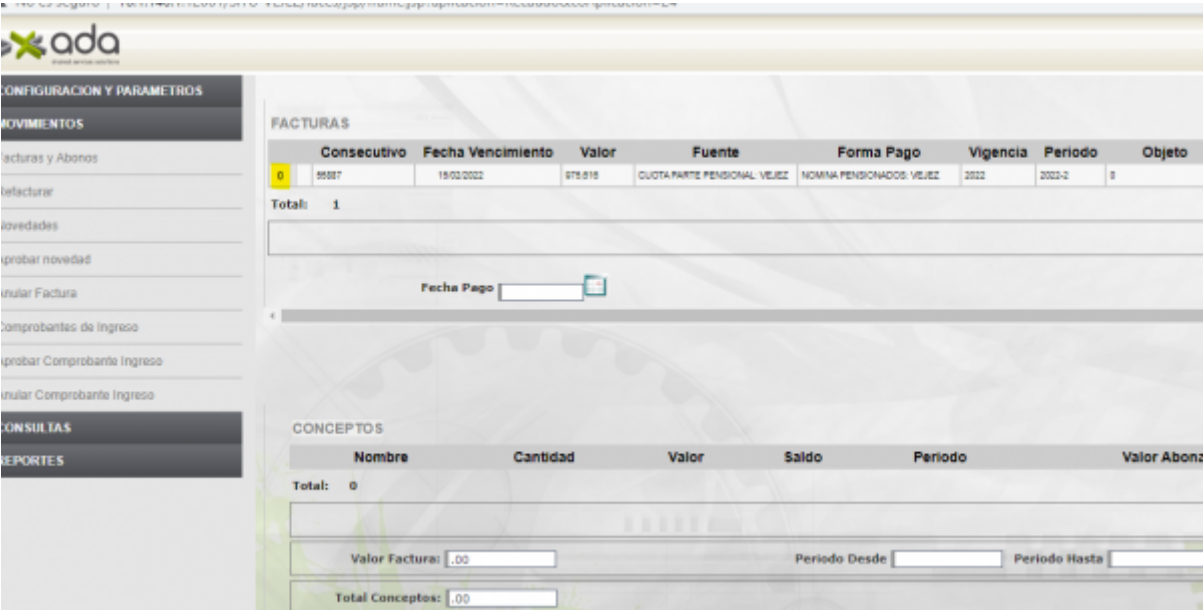 ada
CONFIGURACION Y PARAMETROS
MOVIMIENTOS
Facturas y Abonos
Refacturar
Novedades
Aprobar novedad
Anular Factura
Comprobantes de Ingreso
Aprobar Comprobante Ingreso
Anular Comprobante Ingreso
CONSULTAS
REPORTES
FACTURAS
Consecutivo Fecha Vencimiento Valor Fuente Forma Pago Vigencia Periodo Objeto
0 15/02/2022 CUOTA PARTE PENSIONAL: VEJEZ NOMINA PENSIONADOS: VEJEZ 2022 2022-2 0
Total: 1
Fecha Pago
CONCEPTOS
Nombre Cantidad Valor Saldo Periodo Valor Abona
Total: 0
Valor Factura: .00 Periodo Desde Periodo Hasta
Total Conceptos: .00